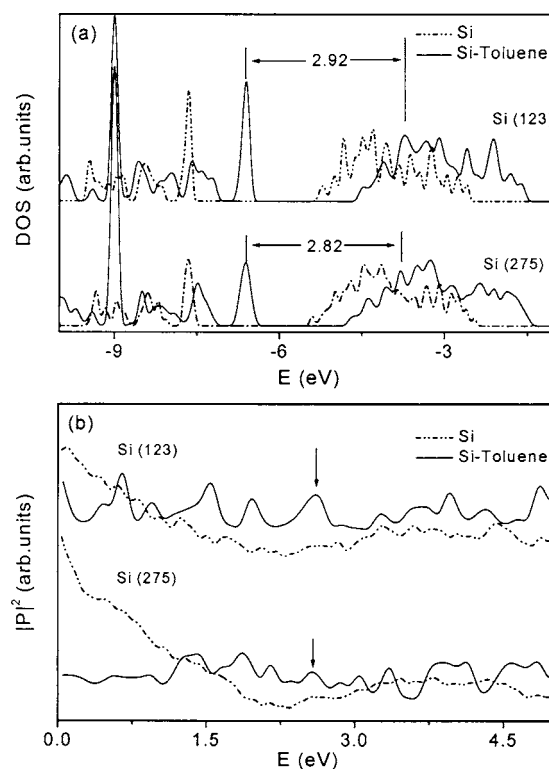 (a)
Si
Si-Toluene
2.92
Si (123
2.82
Si (275)
DOS (arb.units)
-9
-6
-3
E (eV)
(b)
Si
Si-Toluene
Si (123)
Si (275)
|P|² (arb.units)
0.0
1.5
3.0
4.5
E (eV)